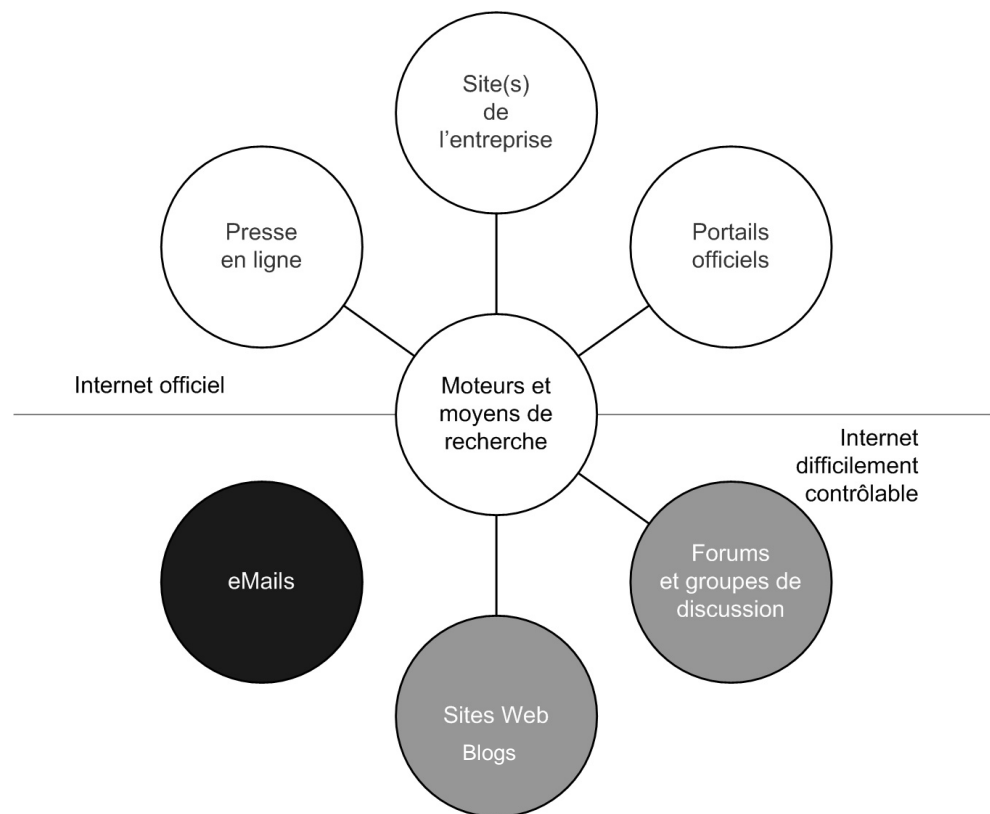 Site(s)
de
l’entreprise
Presse
en ligne
Portails
officiels
Internet officiel
Moteurs et
moyens de
recherche
Internet
difficilement
contrôlable
eMails
Forums
et groupes de
discussion
Sites Web
Blogs